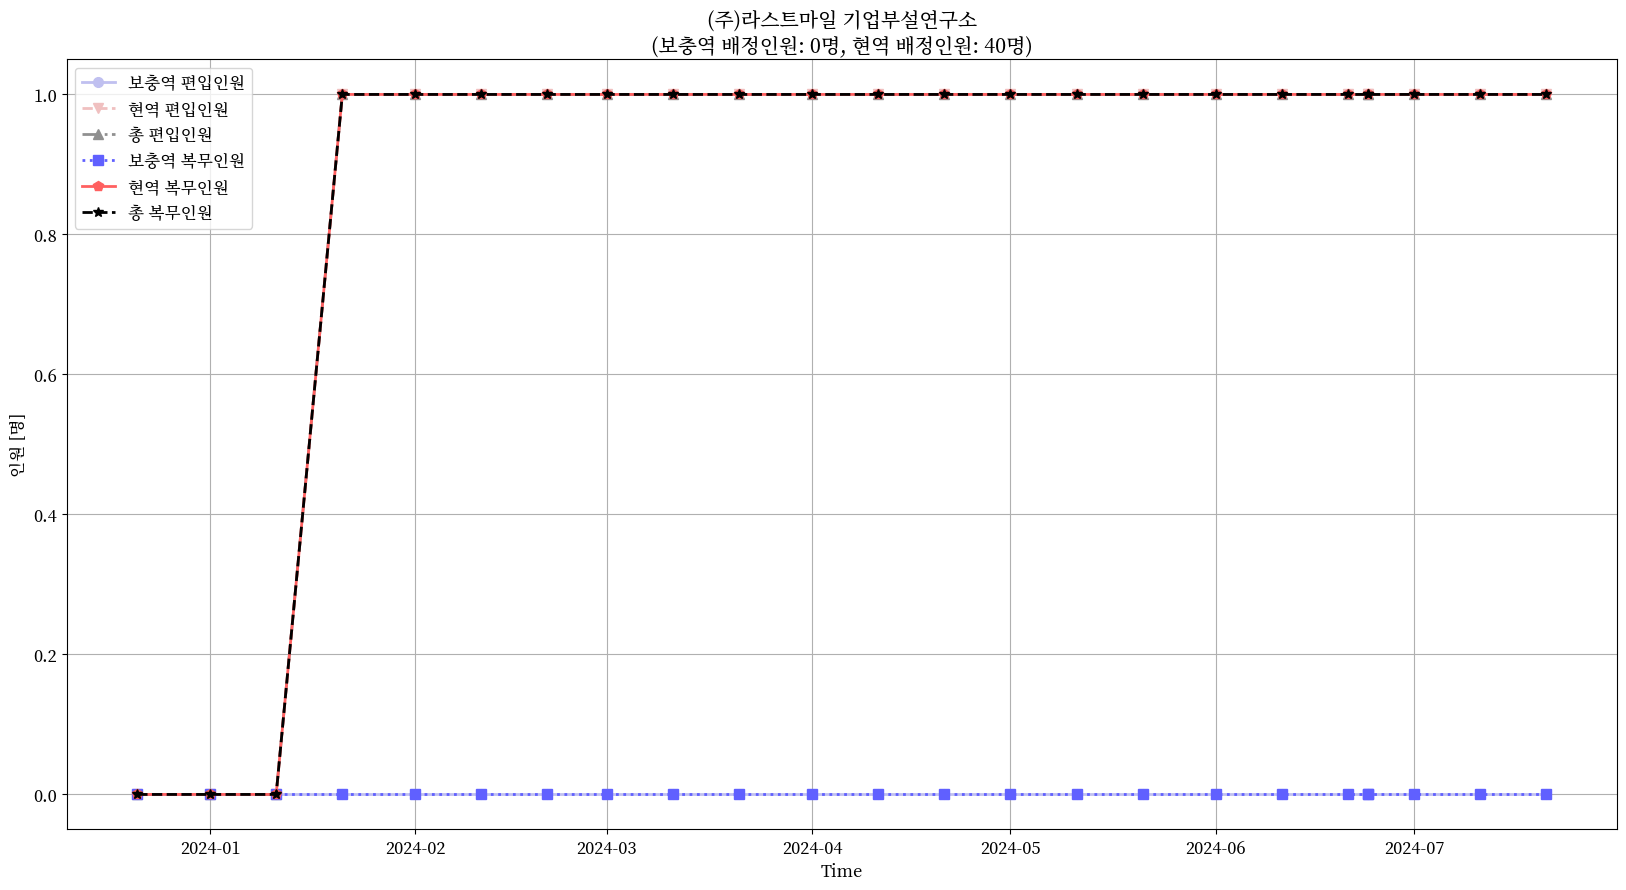 (주)라스트마일 기업부설연구소
(보충역 배정인원: 0명, 현역 배정인원: 40명)
보충역 편입인원
현역 편입인원
총 편입인원
보충역 복무인원
현역 복무인원
총 복무인원
1.0
0.8
0.6
0.4
0.2
0.0
인원 [명]
2024-01 2024-02 2024-03 2024-04 2024-05 2024-06 2024-07
Time